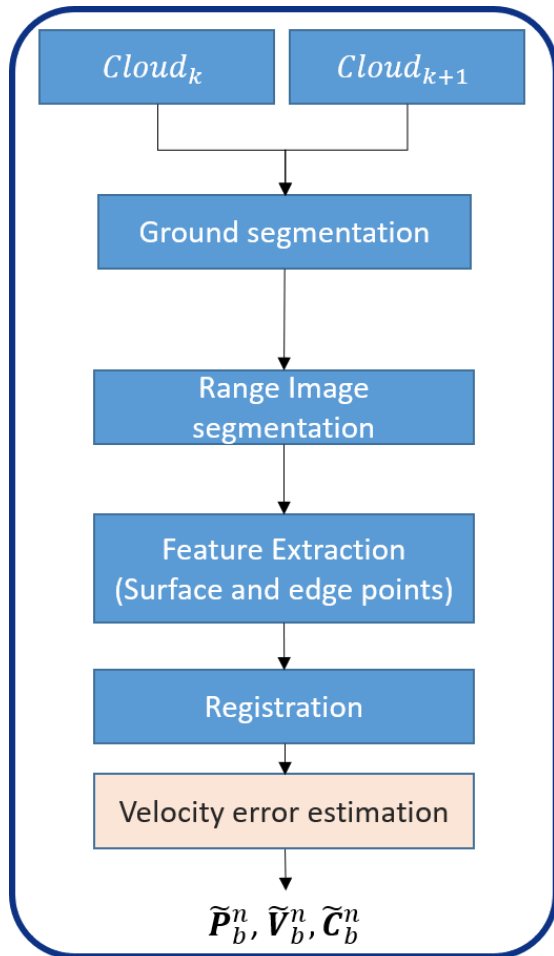 Cloud_k
Cloud_{k+1}
Ground segmentation
Range Image
segmentation
Feature Extraction
(Surface and edge points)
Registration
Velocity error estimation
P̃_b^n, Ṽ_b^n, C̃_b^n